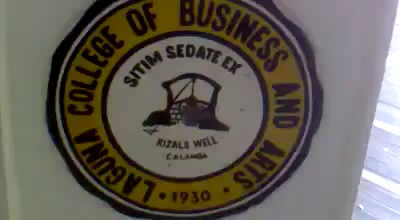 LAGUNA COLLEGE OF BUSINESS AND ARTS
• 1930 •
SITIM SEDATE EX
RIZALS WELL
CALAMBA